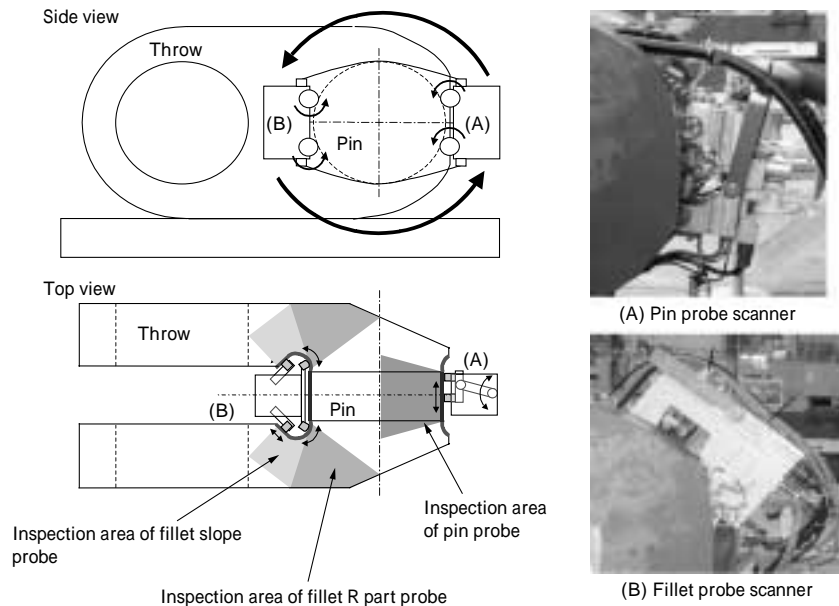 Side view
Throw
(B)
Pin
(A)
(A) Pin probe scanner
Top view
Throw
(A)
(B)
Pin
Inspection area
of pin probe
Inspection area of fillet slope
probe
Inspection area of fillet R part probe
(B) Fillet probe scanner